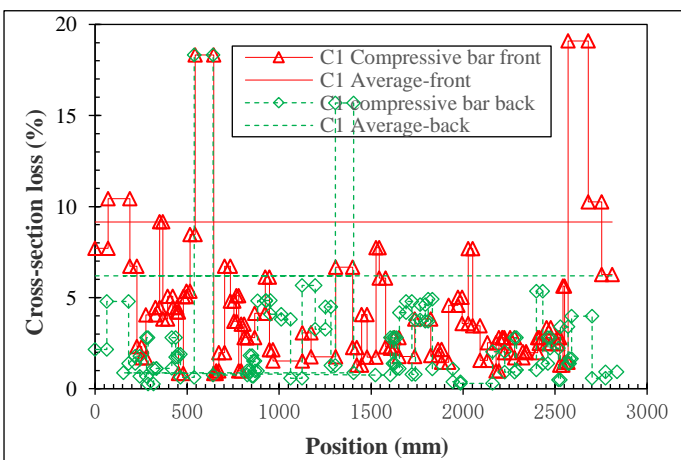 20
15
10
5
0
Cross-section loss (%)
C1 Compressive bar front
C1 Average-front
C1 compressive bar back
C1 Average-back
0 500 1000 1500 2000 2500 3000
Position (mm)